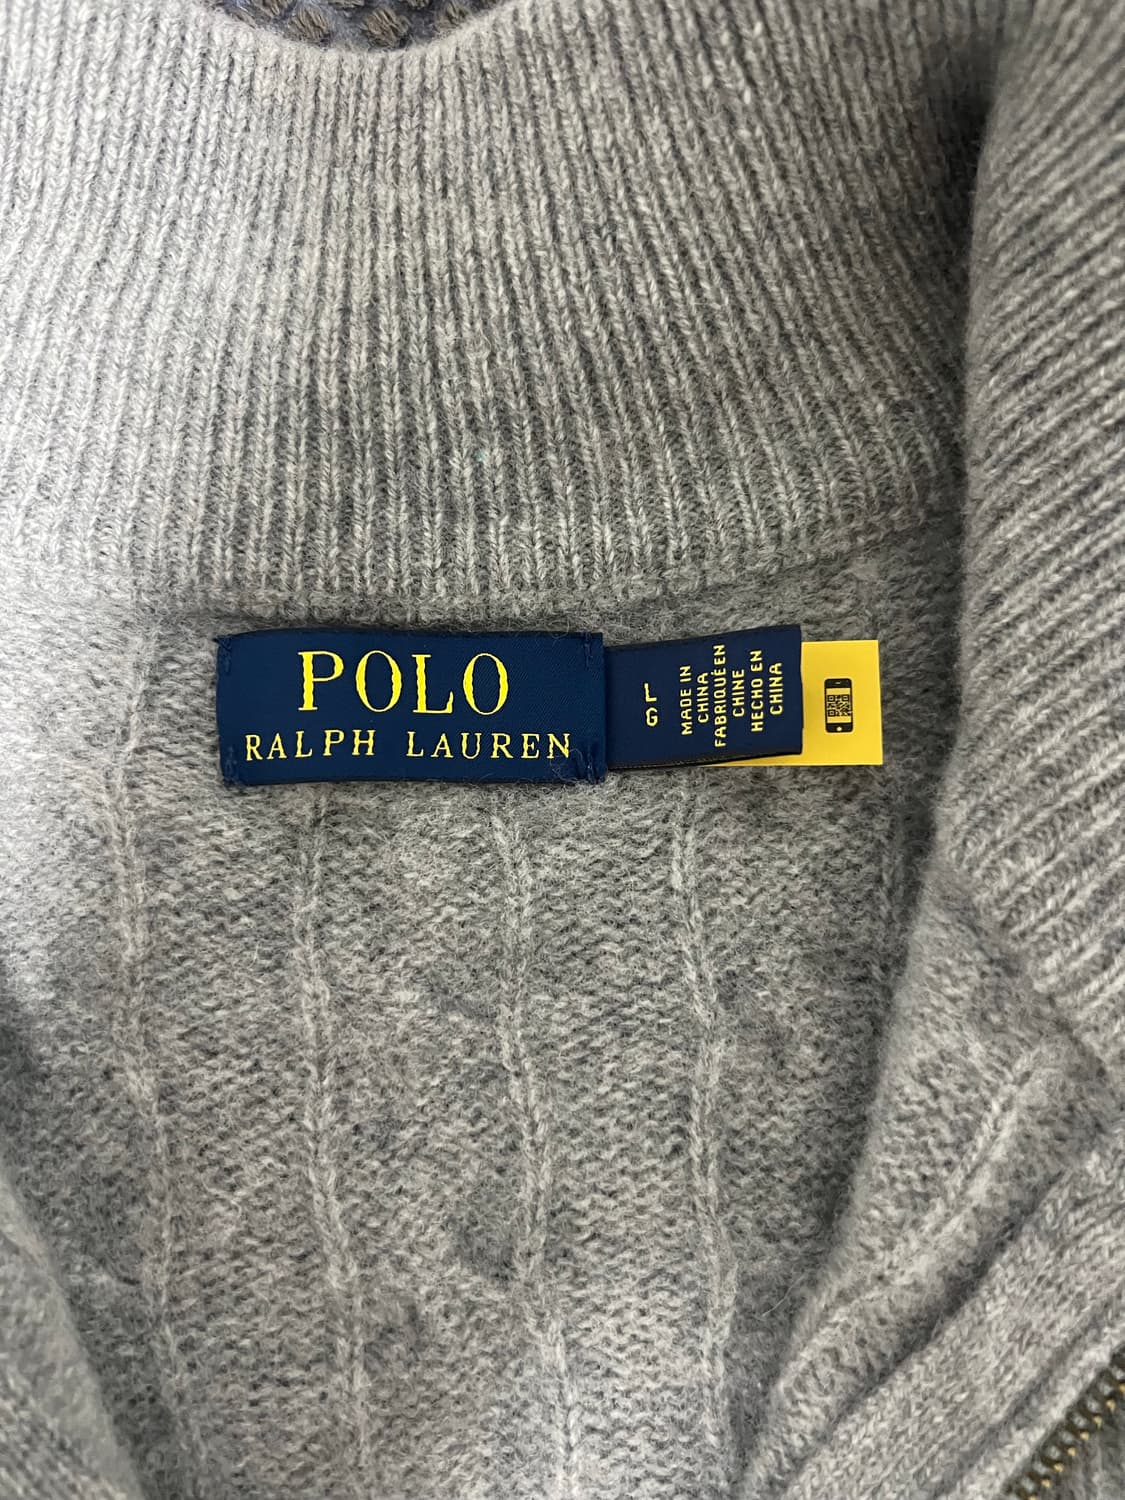 POLO
RALPH LAUREN
L
G
MADE IN
CHINA
FABRIQUÉ EN
CHINE
HECHO EN
CHINA